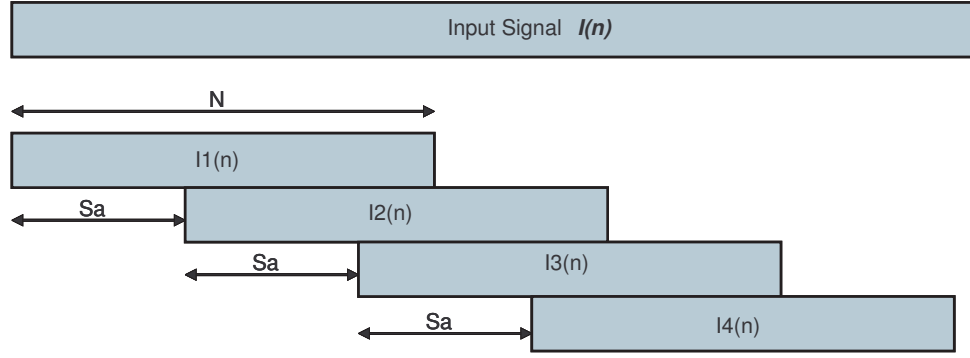 Input Signal I(n)
N
I1(n)
Sa
I2(n)
Sa
I3(n)
Sa
I4(n)